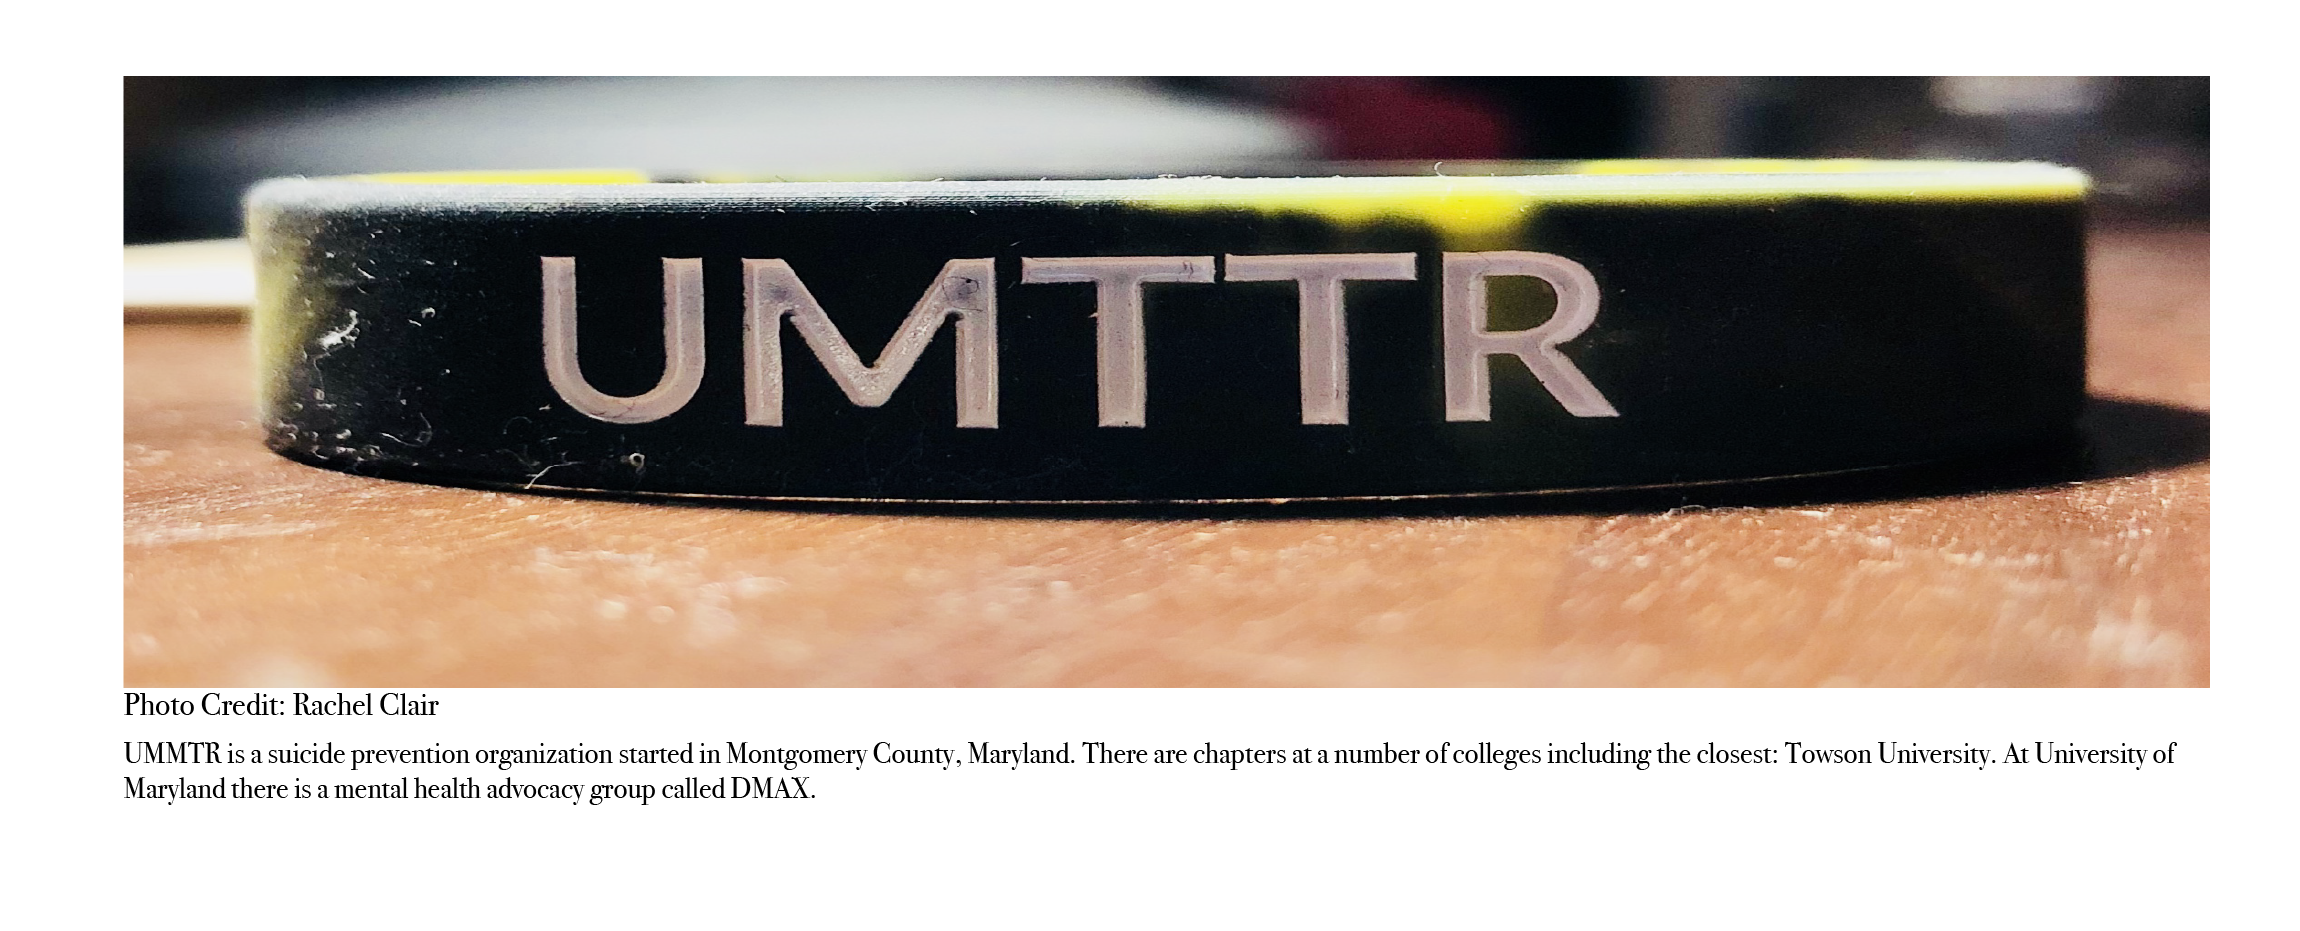 UMTTR
Photo Credit: Rachel Clair
UMMTR is a suicide prevention organization started in Montgomery County, Maryland. There are chapters at a number of colleges including the closest: Towson University. At University of
Maryland there is a mental health advocacy group called DMAX.